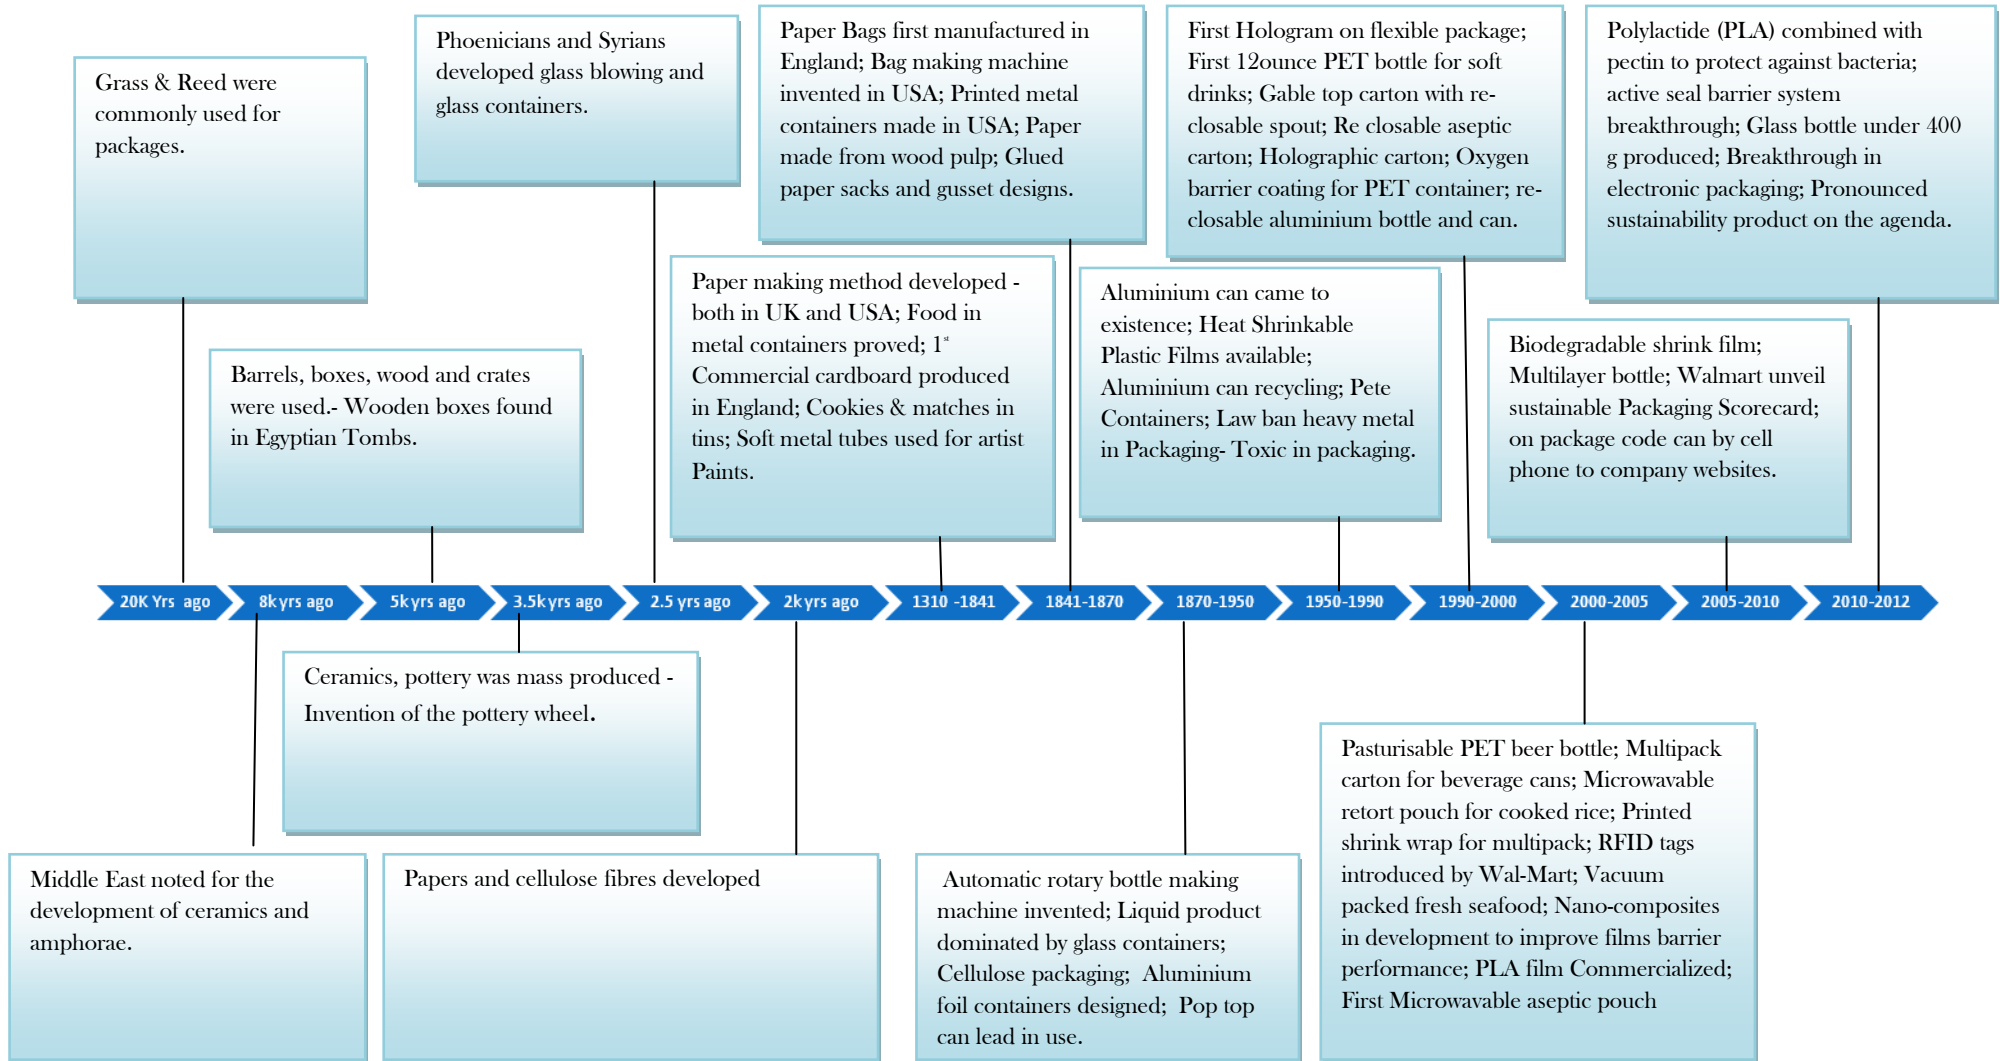 Grass & Reed were
commonly used for
packages.
Phoenicians and Syrians
developed glass blowing and
glass containers.
Paper Bags first manufactured in
England; Bag making machine
invented in USA; Printed metal
containers made in USA; Paper
made from wood pulp; Glued
paper sacks and gusset designs.
First Hologram on flexible package;
First 12ounce PET bottle for soft
drinks; Gable top carton with re-
closable spout; Re closable aseptic
carton; Holographic carton; Oxygen
barrier coating for PET container; re-
closable aluminium bottle and can.
Polylactide (PLA) combined with
pectin to protect against bacteria;
active seal barrier system
breakthrough; Glass bottle under 400
g produced; Breakthrough in
electronic packaging; Pronounced
sustainability product on the agenda.
Barrels, boxes, wood and crates
were used.- Wooden boxes found
in Egyptian Tombs.
Paper making method developed -
both in UK and USA; Food in
metal containers proved; 1st
Commercial cardboard produced
in England; Cookies & matches in
tins; Soft metal tubes used for artist
Paints.
Aluminium can came to
existence; Heat Shrinkable
Plastic Films available;
Aluminium can recycling; Pete
Containers; Law ban heavy metal
in Packaging- Toxic in packaging.
Biodegradable shrink film;
Multilayer bottle; Walmart unveil
sustainable Packaging Scorecard;
on package code can by cell
phone to company websites.
20K Yrs ago
8k yrs ago
5k yrs ago
3.5k yrs ago
2.5 yrs ago
2k yrs ago
1310 -1841
1841-1870
1870-1950
1950-1990
1990-2000
2000-2005
2005-2010
2010-2012
Ceramics, pottery was mass produced -
Invention of the pottery wheel.
Middle East noted for the
development of ceramics and
amphorae.
Papers and cellulose fibres developed
Automatic rotary bottle making
machine invented; Liquid product
dominated by glass containers;
Cellulose packaging; Aluminium
foil containers designed; Pop top
can lead in use.
Pasturisable PET beer bottle; Multipack
carton for beverage cans; Microwavable
retort pouch for cooked rice; Printed
shrink wrap for multipack; RFID tags
introduced by Wal-Mart; Vacuum
packed fresh seafood; Nano-composites
in development to improve films barrier
performance; PLA film Commercialized;
First Microwavable aseptic pouch